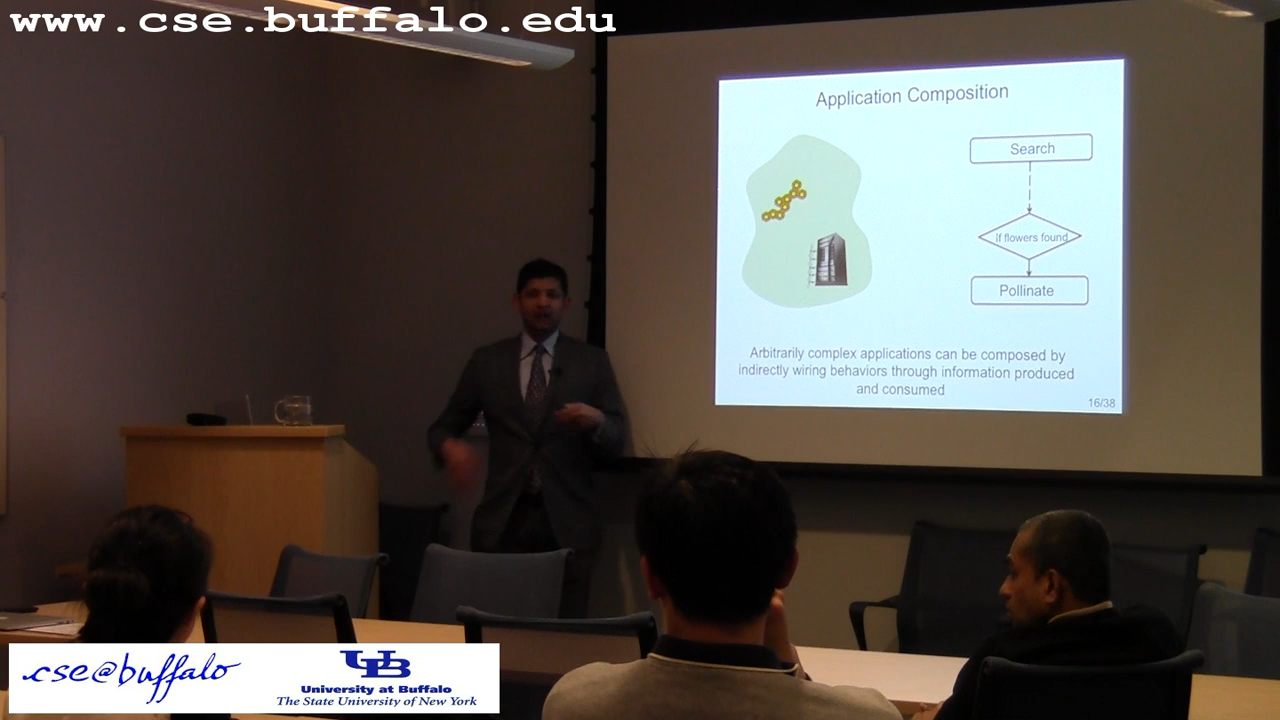 www.cse.buffalo.edu
Application Composition
Search
if flowers found
Pollinate
Arbitrarily complex applications can be composed by
indirectly wiring behaviors through information produced
and consumed
16/38
cse@buffalo
UB
University at Buffalo
The State University of New York